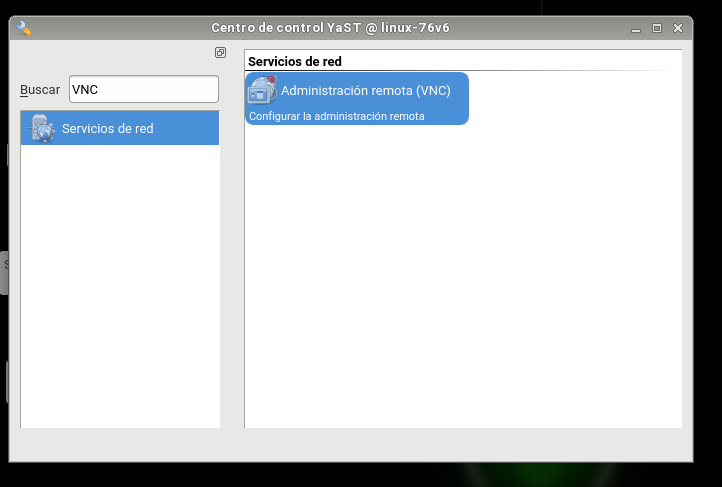 Centro de control YaST @ linux-76v6
Buscar VNC
Servicios de red
Servicios de red
Administración remota (VNC)
Configurar la administración remota